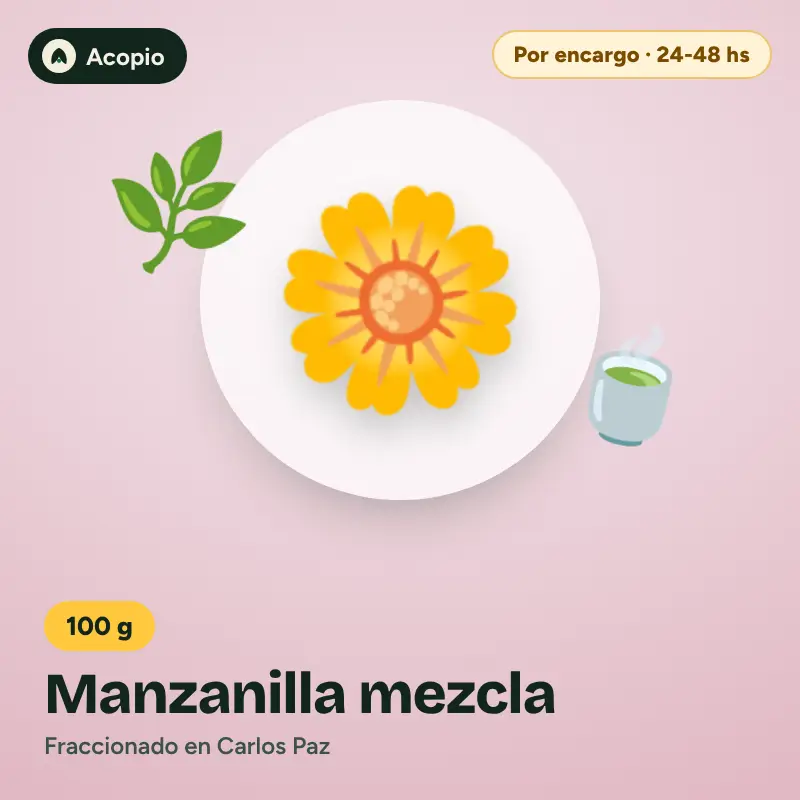 Acopio
Por encargo · 24-48 hs
100 g
Manzanilla mezcla
Fraccionado en Carlos Paz